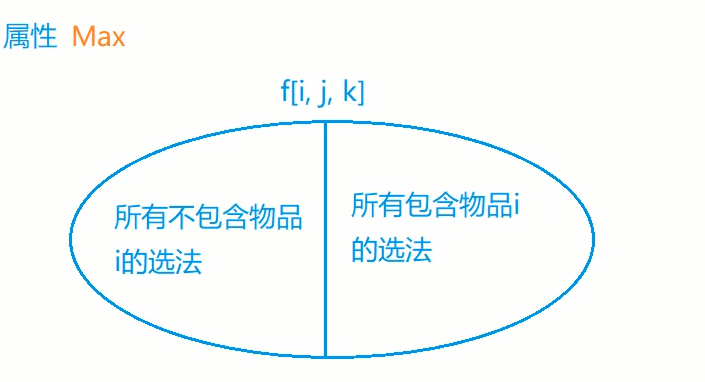 属性 Max
f[i, j, k]
所有不包含物品
i的选法
所有包含物品i
的选法